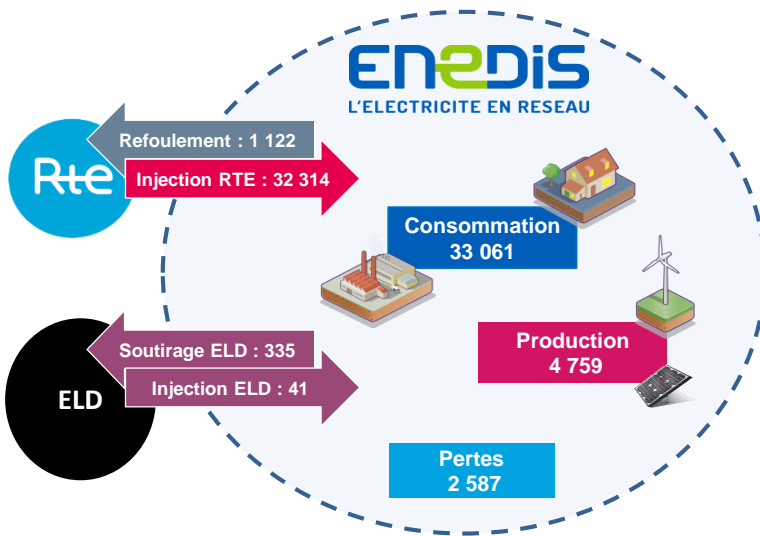 ENEDIS
L'ELECTRICITE EN RESEAU
Refoulement : 1 122
Rte
Injection RTE : 32 314
Consommation
33 061
Production
4 759
Soutirage ELD : 335
Injection ELD : 41
ELD
Pertes
2 587